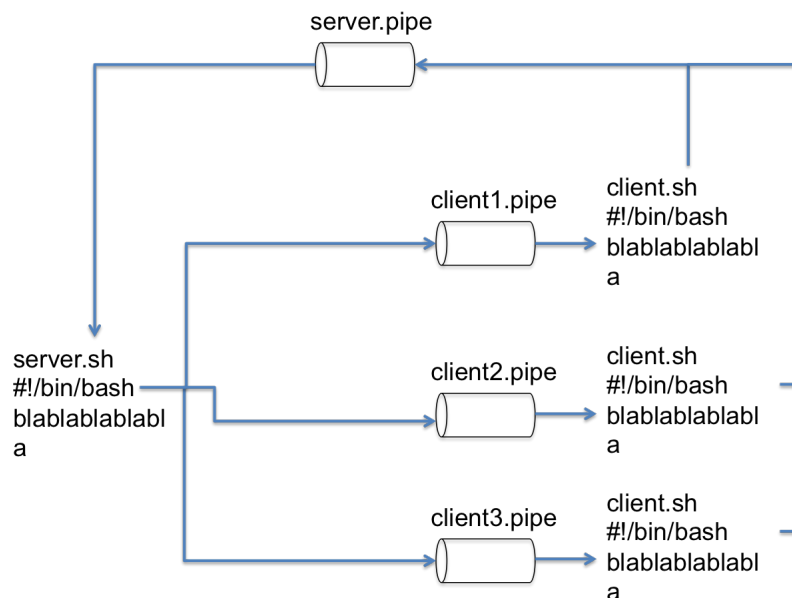 server.pipe
client1.pipe
client.sh
#!/bin/bash
blablablablabl
a
server.sh
#!/bin/bash
blablablablabl
a
client2.pipe
client.sh
#!/bin/bash
blablablablabl
a
client3.pipe
client.sh
#!/bin/bash
blablablablabl
a